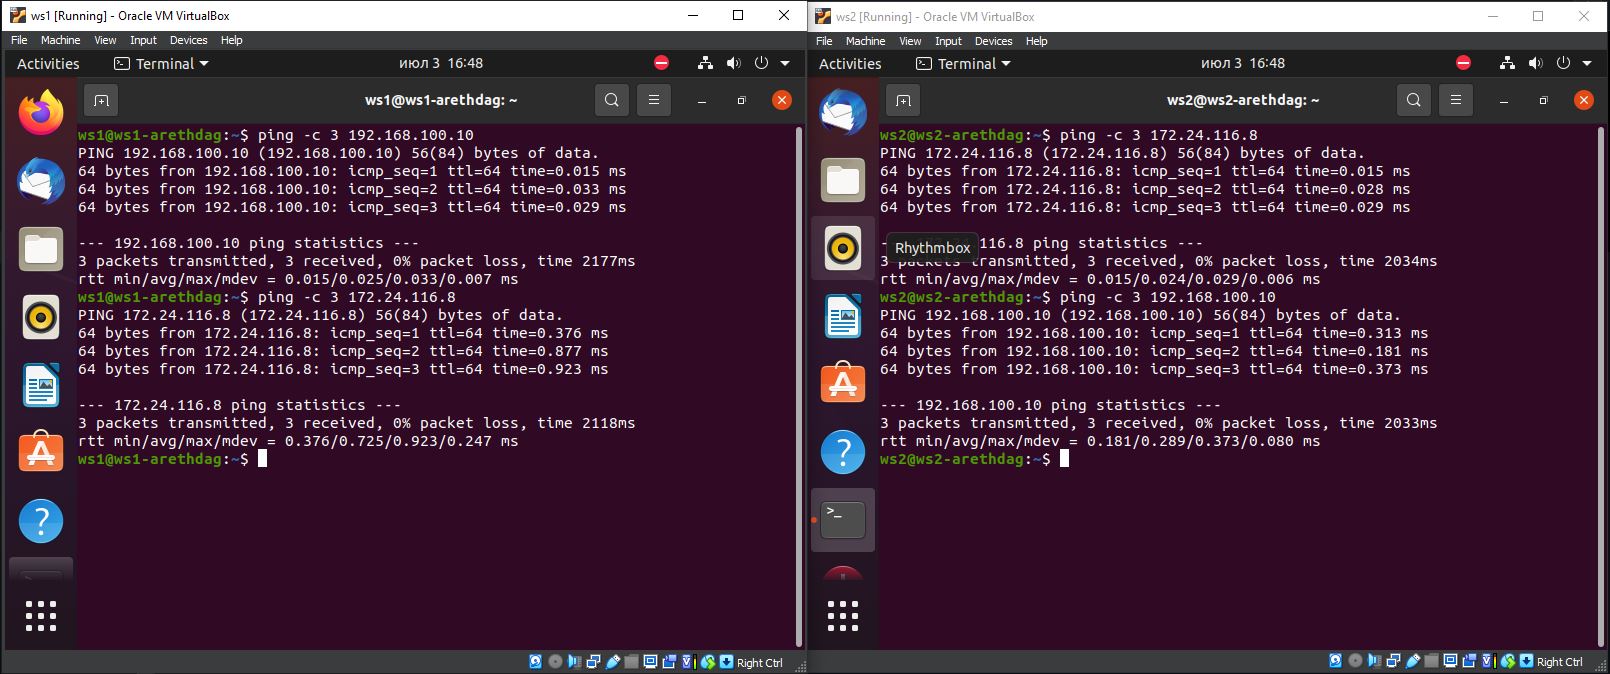 ws1 [Running] - Oracle VM VirtualBox
File Machine View Input Devices Help
Activities Terminal июл 3 16:48
ws1@ws1-arethdag: ~
ws1@ws1-arethdag:~$ ping -c 3 192.168.100.10
PING 192.168.100.10 (192.168.100.10) 56(84) bytes of data.
64 bytes from 192.168.100.10: icmp_seq=1 ttl=64 time=0.015 ms
64 bytes from 192.168.100.10: icmp_seq=2 ttl=64 time=0.033 ms
64 bytes from 192.168.100.10: icmp_seq=3 ttl=64 time=0.029 ms
--- 192.168.100.10 ping statistics ---
3 packets transmitted, 3 received, 0% packet loss, time 2177ms
rtt min/avg/max/mdev = 0.015/0.025/0.033/0.007 ms
ws1@ws1-arethdag:~$ ping -c 3 172.24.116.8
PING 172.24.116.8 (172.24.116.8) 56(84) bytes of data.
64 bytes from 172.24.116.8: icmp_seq=1 ttl=64 time=0.376 ms
64 bytes from 172.24.116.8: icmp_seq=2 ttl=64 time=0.877 ms
64 bytes from 172.24.116.8: icmp_seq=3 ttl=64 time=0.923 ms
--- 172.24.116.8 ping statistics ---
3 packets transmitted, 3 received, 0% packet loss, time 2118ms
rtt min/avg/max/mdev = 0.376/0.725/0.923/0.247 ms
ws1@ws1-arethdag:~$
Right Ctrl
ws2 [Running] - Oracle VM VirtualBox
File Machine View Input Devices Help
Activities Terminal июл 3 16:48
ws2@ws2-arethdag: ~
ws2@ws2-arethdag:~$ ping -c 3 172.24.116.8
PING 172.24.116.8 (172.24.116.8) 56(84) bytes of data.
64 bytes from 172.24.116.8: icmp_seq=1 ttl=64 time=0.015 ms
64 bytes from 172.24.116.8: icmp_seq=2 ttl=64 time=0.028 ms
64 bytes from 172.24.116.8: icmp_seq=3 ttl=64 time=0.029 ms
Rhythmbox
116.8 ping statistics ---
3 packets transmitted, 3 received, 0% packet loss, time 2034ms
rtt min/avg/max/mdev = 0.015/0.024/0.029/0.006 ms
ws2@ws2-arethdag:~$ ping -c 3 192.168.100.10
PING 192.168.100.10 (192.168.100.10) 56(84) bytes of data.
64 bytes from 192.168.100.10: icmp_seq=1 ttl=64 time=0.313 ms
64 bytes from 192.168.100.10: icmp_seq=2 ttl=64 time=0.181 ms
64 bytes from 192.168.100.10: icmp_seq=3 ttl=64 time=0.373 ms
--- 192.168.100.10 ping statistics ---
3 packets transmitted, 3 received, 0% packet loss, time 2033ms
rtt min/avg/max/mdev = 0.181/0.289/0.373/0.080 ms
ws2@ws2-arethdag:~$
Right Ctrl